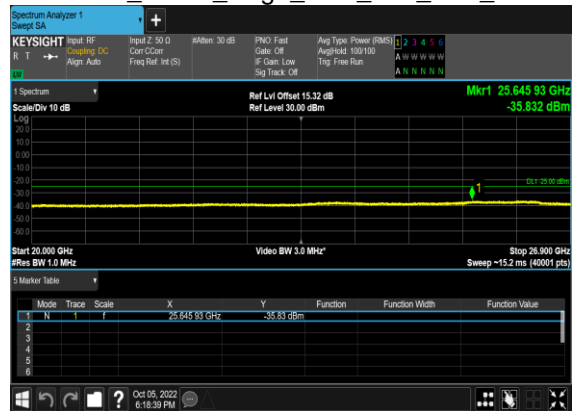 Spectrum Analyzer 1
Swept SA
+
KEYSIGHT Input: RF Input Z: 50 Ω #Atten: 30 dB PNO: Fast Avg Type: Power (RMS) 1 2 3 4 5 6
R T Coupling: DC Corr CCorr Gate: Off Avg|Hold: 100/100 A W W W W W
Align: Auto Freq Ref: Int (S) IF Gain: Low Trig: Free Run
LW Sig Track: Off A N N N N N
1 Spectrum Ref Lvl Offset 15.32 dB Mkr1 25.645 93 GHz
Scale/Div 10 dB Ref Level 30.00 dBm -35.832 dBm
Log
20.0
10.0
0.00
-10.0
-20.0 DL1 -25.00 dBm
-30.0 1
-40.0
-50.0
-60.0
Start 20.000 GHz Video BW 3.0 MHz* Stop 26.900 GHz
#Res BW 1.0 MHz Sweep ~15.2 ms (40001 pts)
5 Marker Table
Mode Trace Scale X Y Function Function Width Function Value
1 N 1 f 25.645 93 GHz -35.83 dBm
2
3
4
5
6
? Oct 05, 2022
6:18:39 PM